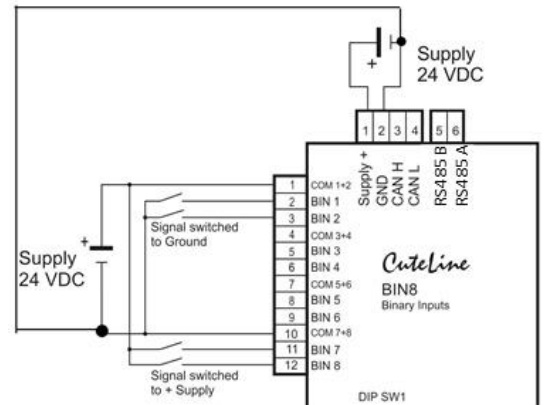 Supply
24 VDC
+
1 2 3 4 5 6
Supply +
GND
CAN H
CAN L
RS485 B
RS485 A
1 COM 1+2
2 BIN 1
3 BIN 2
4 COM 3+4
5 BIN 3
6 BIN 4
7 COM 5+6
8 BIN 5
9 BIN 6
10 COM 7+8
11 BIN 7
12 BIN 8
Signal switched
to Ground
+
Supply
24 VDC
Signal switched
to + Supply
CuteLine
BIN8
Binary Inputs
DIP SW1